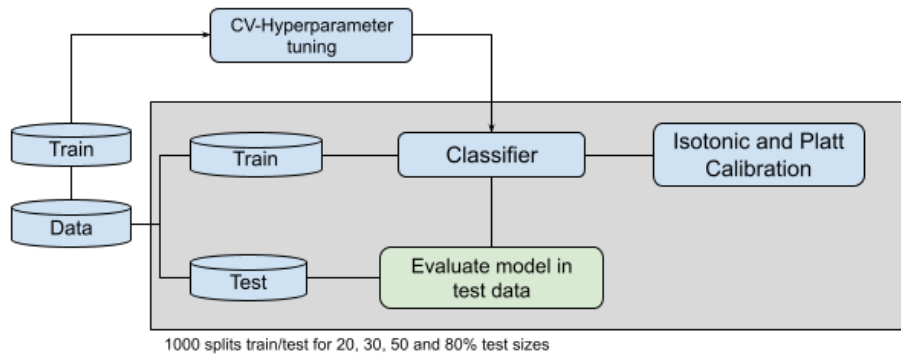 CV-Hyperparameter
tuning
Train
Data
Train
Classifier
Isotonic and Platt
Calibration
Test
Evaluate model in
test data
1000 splits train/test for 20, 30, 50 and 80% test sizes